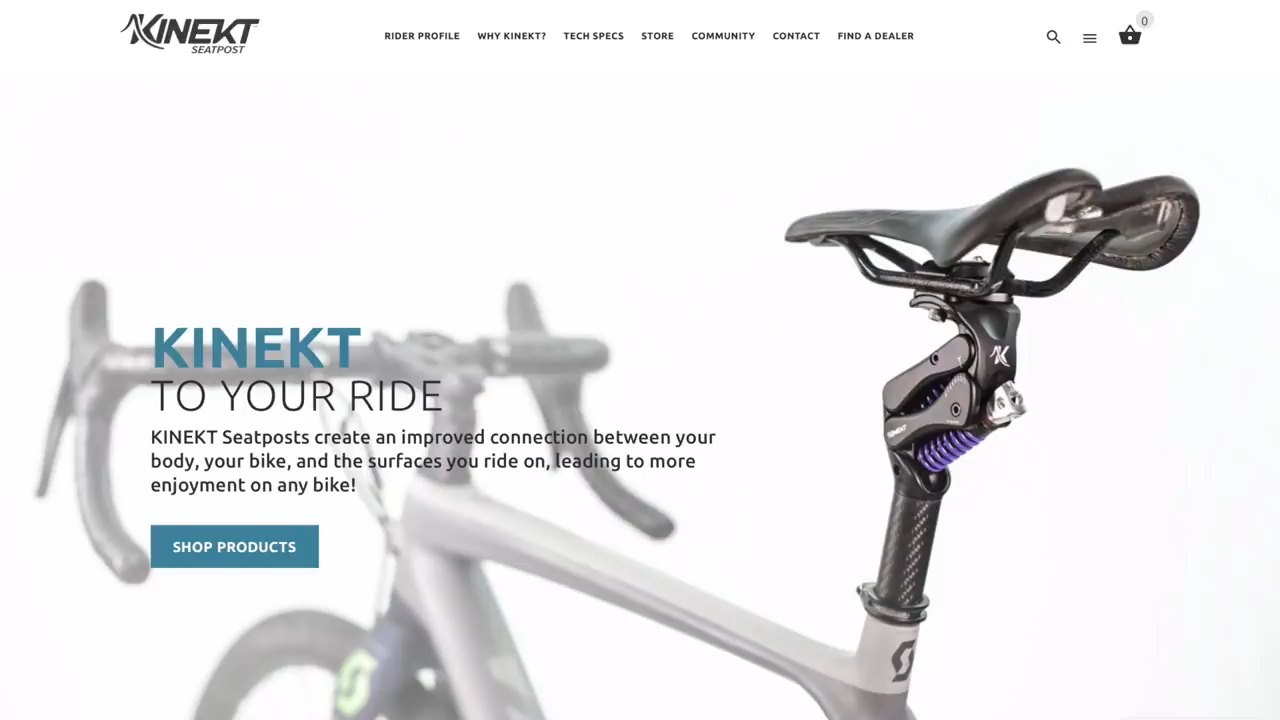 KINEKT
SEATPOST
RIDER PROFILE
WHY KINEKT?
TECH SPECS
STORE
COMMUNITY
CONTACT
FIND A DEALER
0
KINEKT
TO YOUR RIDE
KINEKT Seatposts create an improved connection between your
body, your bike, and the surfaces you ride on, leading to more
enjoyment on any bike!
SHOP PRODUCTS
KINEKT